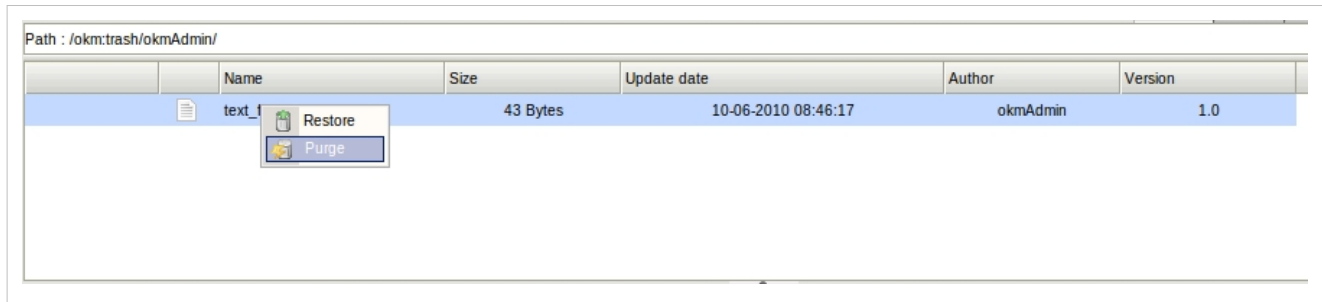 Path : /okm:trash/okmAdmin/
Name Size Update date Author Version
43 Bytes 10-06-2010 08:46:17 okmAdmin 1.0
Restore
Purge